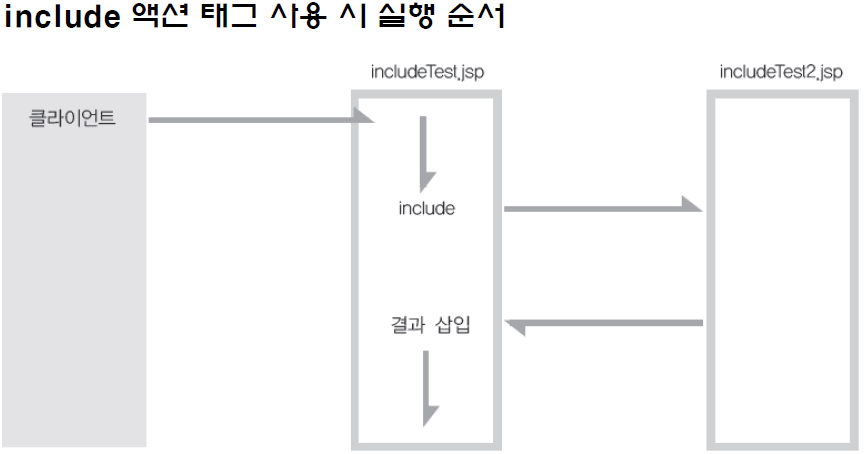 include 액션 태그 사용 시 실행 순서
includeTest.jsp
includeTest2.jsp
클라이언트
include
결과 삽입